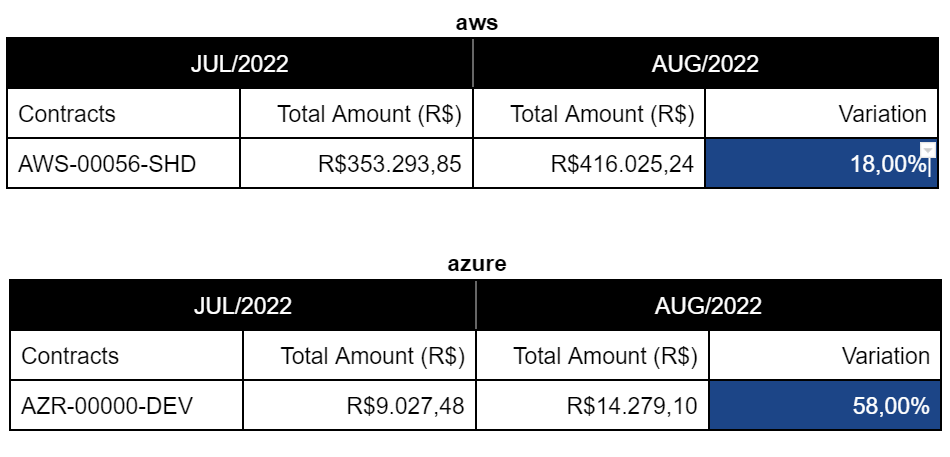 aws
JUL/2022 AUG/2022
Contracts Total Amount (R$) Total Amount (R$) Variation
AWS-00056-SHD R$353.293,85 R$416.025,24 18,00%
azure
JUL/2022 AUG/2022
Contracts Total Amount (R$) Total Amount (R$) Variation
AZR-00000-DEV R$9.027,48 R$14.279,10 58,00%